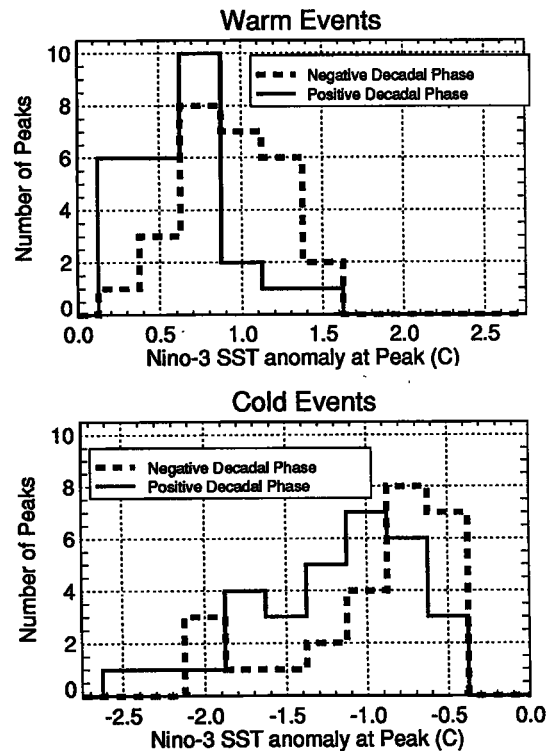 Warm Events
Number of Peaks
10
8
6
4
2
0
Negative Decadal Phase
Positive Decadal Phase
0.0 0.5 1.0 1.5 2.0 2.5
Nino-3 SST anomaly at Peak (C)
Cold Events
Number of Peaks
10
8
6
4
2
0
Negative Decadal Phase
Positive Decadal Phase
-2.5 -2.0 -1.5 -1.0 -0.5 0.0
Nino-3 SST anomaly at Peak (C)